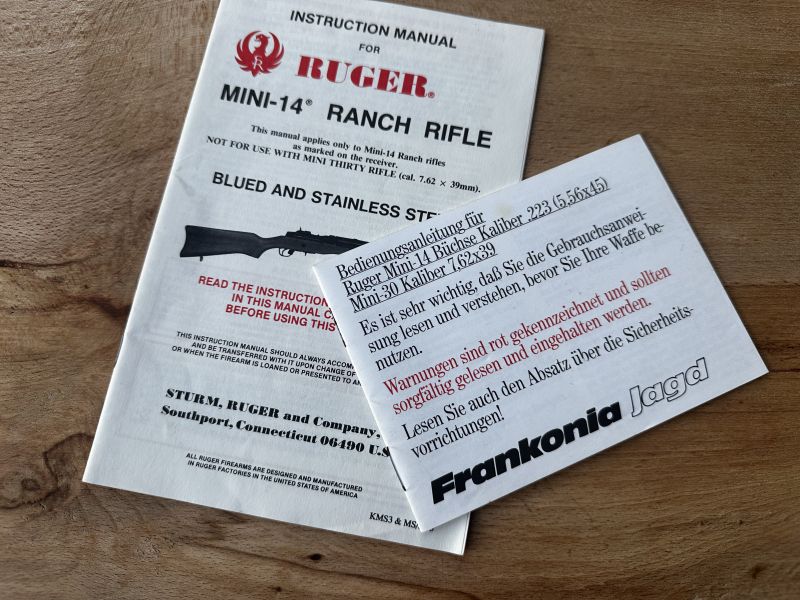 INSTRUCTION MANUAL
FOR
RUGER®
MINI-14® RANCH RIFLE
This manual applies only to Mini-14 Ranch rifles
as marked on the receiver.
NOT FOR USE WITH MINI THIRTY RIFLE (cal. 7.62 × 39mm).
BLUED AND STAINLESS
READ THE INSTRUCTION
IN THIS MANUAL
BEFORE USING THIS
THIS INSTRUCTION MANUAL SHOULD ALWAYS
AND BE TRANSFERRED WITH IT UPON CHANGE OF
OR WHEN THE FIREARM IS LOANED OR PRESENTED TO
STURM, RUGER and Company,
Southport, Connecticut 06490 U.S.
ALL RUGER FIREARMS ARE DESIGNED AND MANUFACTURED
IN RUGER FACTORIES IN THE UNITED STATES OF AMERICA
KMS3 &
Bedienungsanleitung für
Ruger Mini-14 Büchse Kaliber .223 (5,56x45)
Mini-30 Kaliber 7,62x39
Es ist sehr wichtig, daß Sie die Gebrauchsanwei-
sung lesen und verstehen, bevor Sie Ihre Waffe be-
nutzen.
Warnungen sind rot gekennzeichnet und sollten
sorgfältig gelesen und eingehalten werden.
Lesen Sie auch den Absatz über die Sicherheits-
vorrichtungen!
Frankonia Jagd